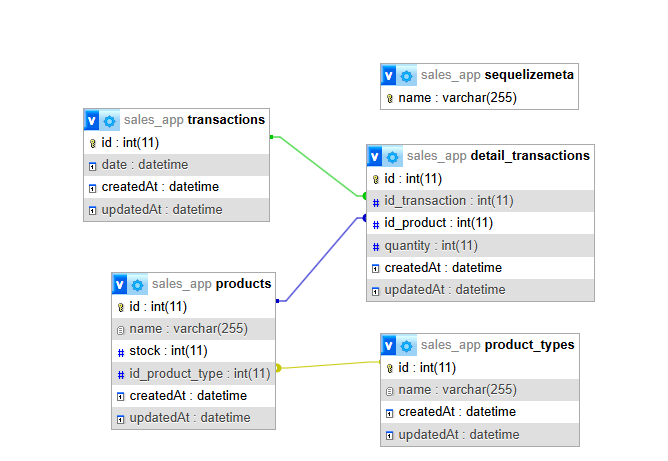 sales_app sequelizemeta
name : varchar(255)
sales_app transactions
id : int(11)
date : datetime
createdAt : datetime
updatedAt : datetime
sales_app detail_transactions
id : int(11)
id_transaction : int(11)
id_product : int(11)
quantity : int(11)
createdAt : datetime
updatedAt : datetime
sales_app products
id : int(11)
name : varchar(255)
stock : int(11)
id_product_type : int(11)
createdAt : datetime
updatedAt : datetime
sales_app product_types
id : int(11)
name : varchar(255)
createdAt : datetime
updatedAt : datetime